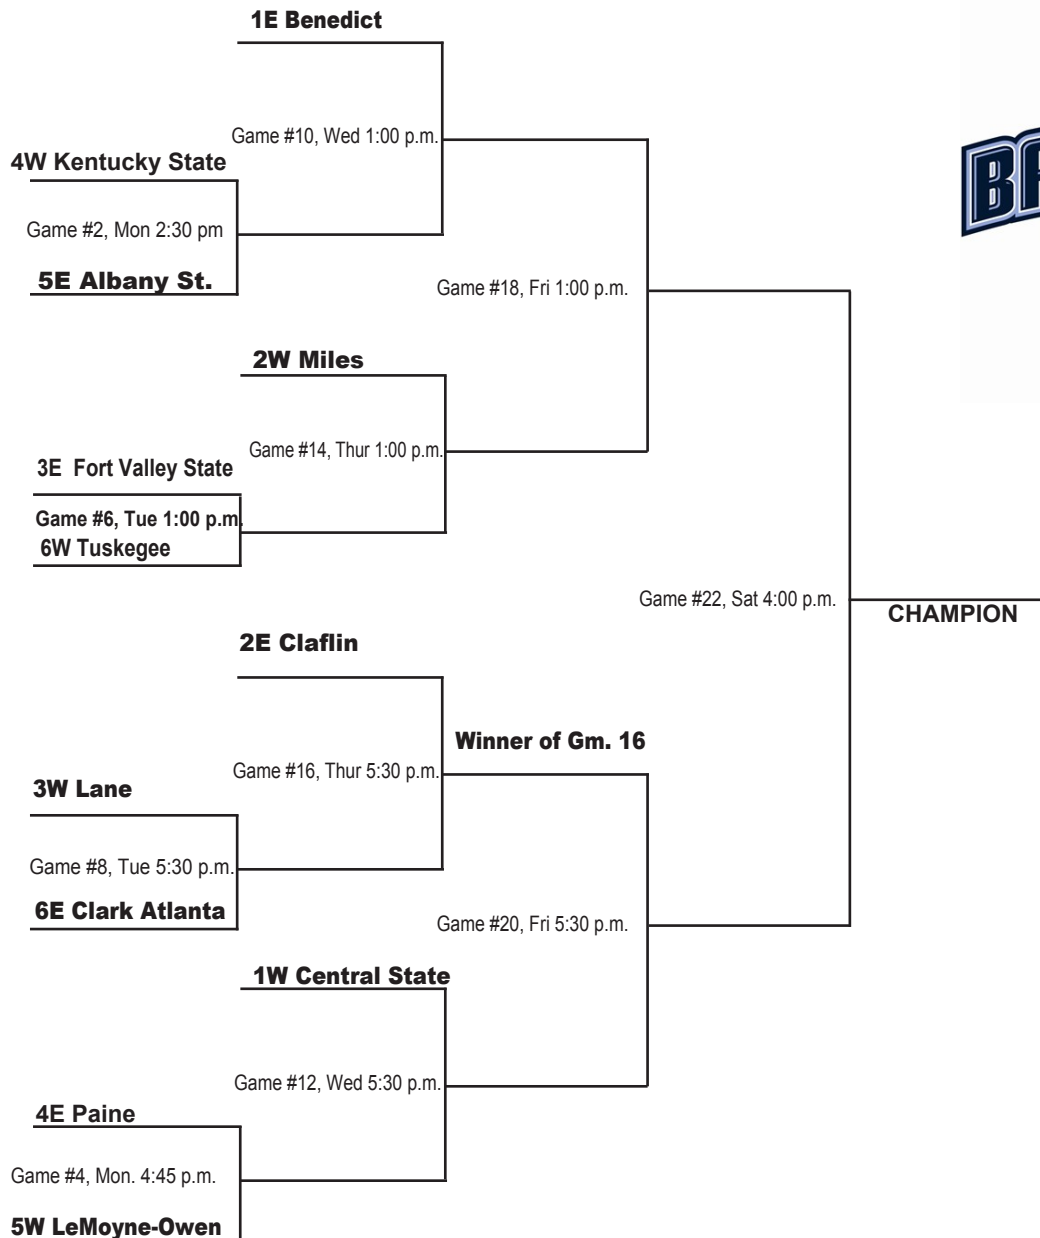 1E Benedict
Game #10, Wed 1:00 p.m.
4W Kentucky State
Game #2, Mon 2:30 pm
5E Albany St.
Game #18, Fri 1:00 p.m.
2W Miles
Game #14, Thur 1:00 p.m.
3E Fort Valley State
Game #6, Tue 1:00 p.m.
6W Tuskegee
Game #22, Sat 4:00 p.m.
CHAMPION
2E Claflin
Winner of Gm. 16
Game #16, Thur 5:30 p.m.
3W Lane
Game #8, Tue 5:30 p.m.
6E Clark Atlanta
Game #20, Fri 5:30 p.m.
1W Central State
Game #12, Wed 5:30 p.m.
4E Paine
Game #4, Mon. 4:45 p.m.
5W LeMoyne-Owen